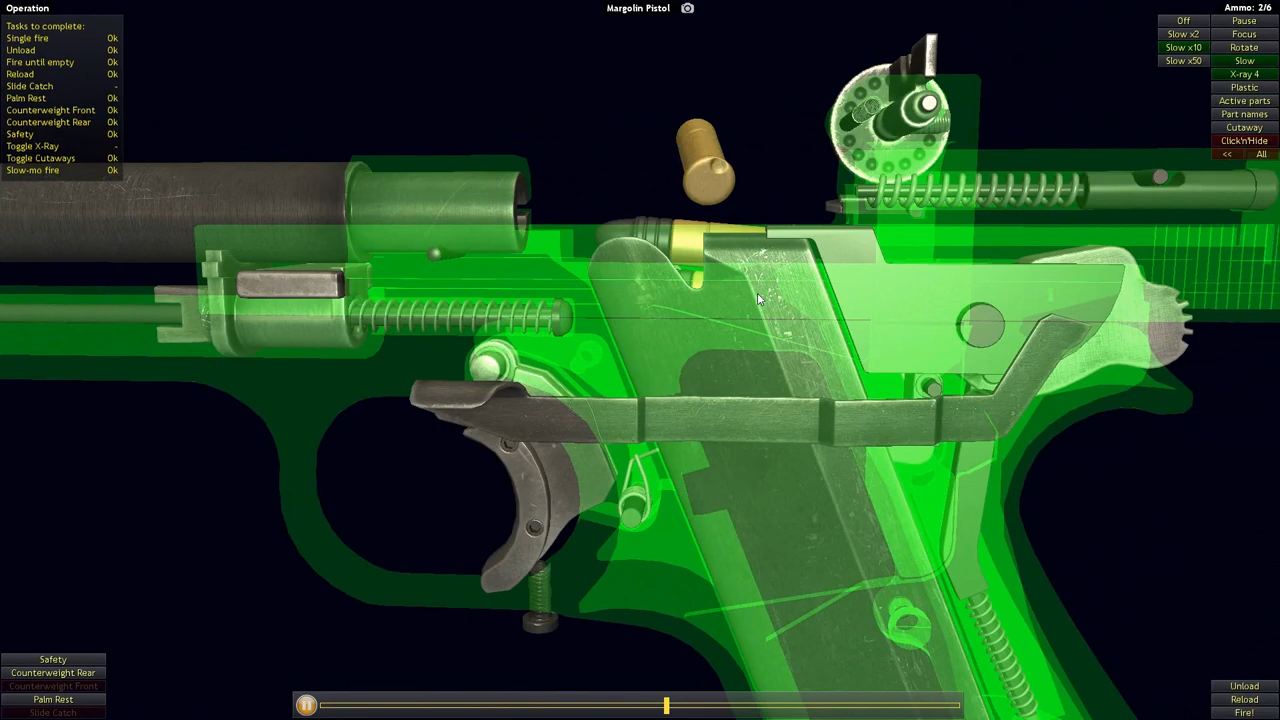 Operation
Margolin Pistol
Ammo: 2/6
Tasks to complete:
Single fire Ok
Unload Ok
Fire until empty Ok
Reload Ok
Slide Catch -
Palm Rest Ok
Counterweight Front Ok
Counterweight Rear Ok
Safety Ok
Toggle X-Ray -
Toggle Cutaways Ok
Slow-mo fire Ok
Off Pause
Slow x2 Focus
Slow x10 Rotate
Slow x50 Slow
X-ray 4
Plastic
Active parts
Part names
Cutaway
Click'n'Hide
<< All
Safety
Counterweight Rear
Counterweight Front
Palm Rest
Slide Catch
Unload
Reload
Fire!